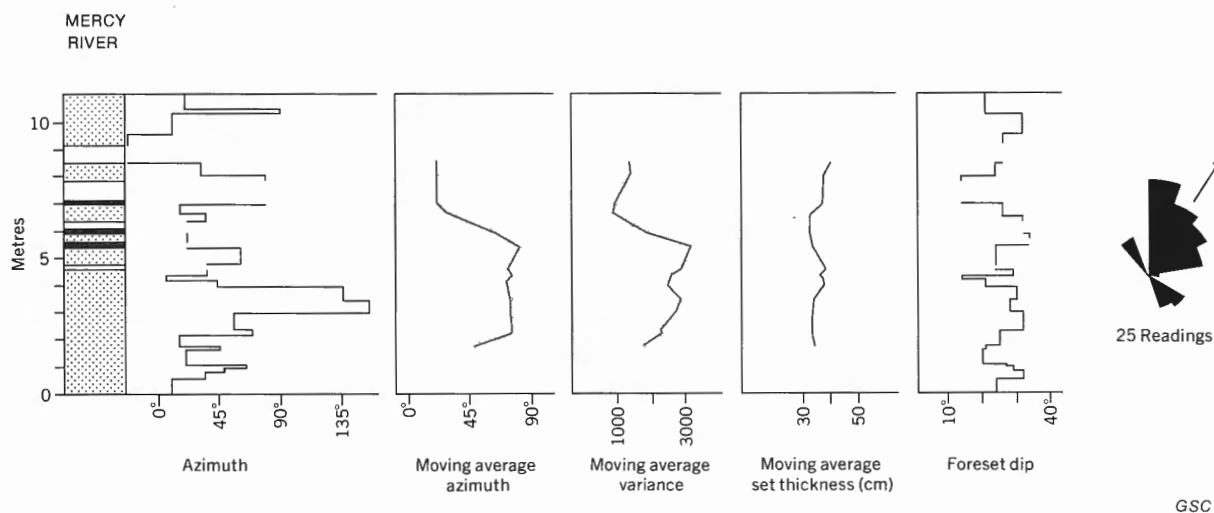 MERCY
RIVER
Metres
10
5
0
0°
45°
90°
135°
Azimuth
0°
45°
90°
Moving average
azimuth
1000
3000
Moving average
variance
30
50
Moving average
set thickness (cm)
10°
40°
Foreset dip
25 Readings
GSC